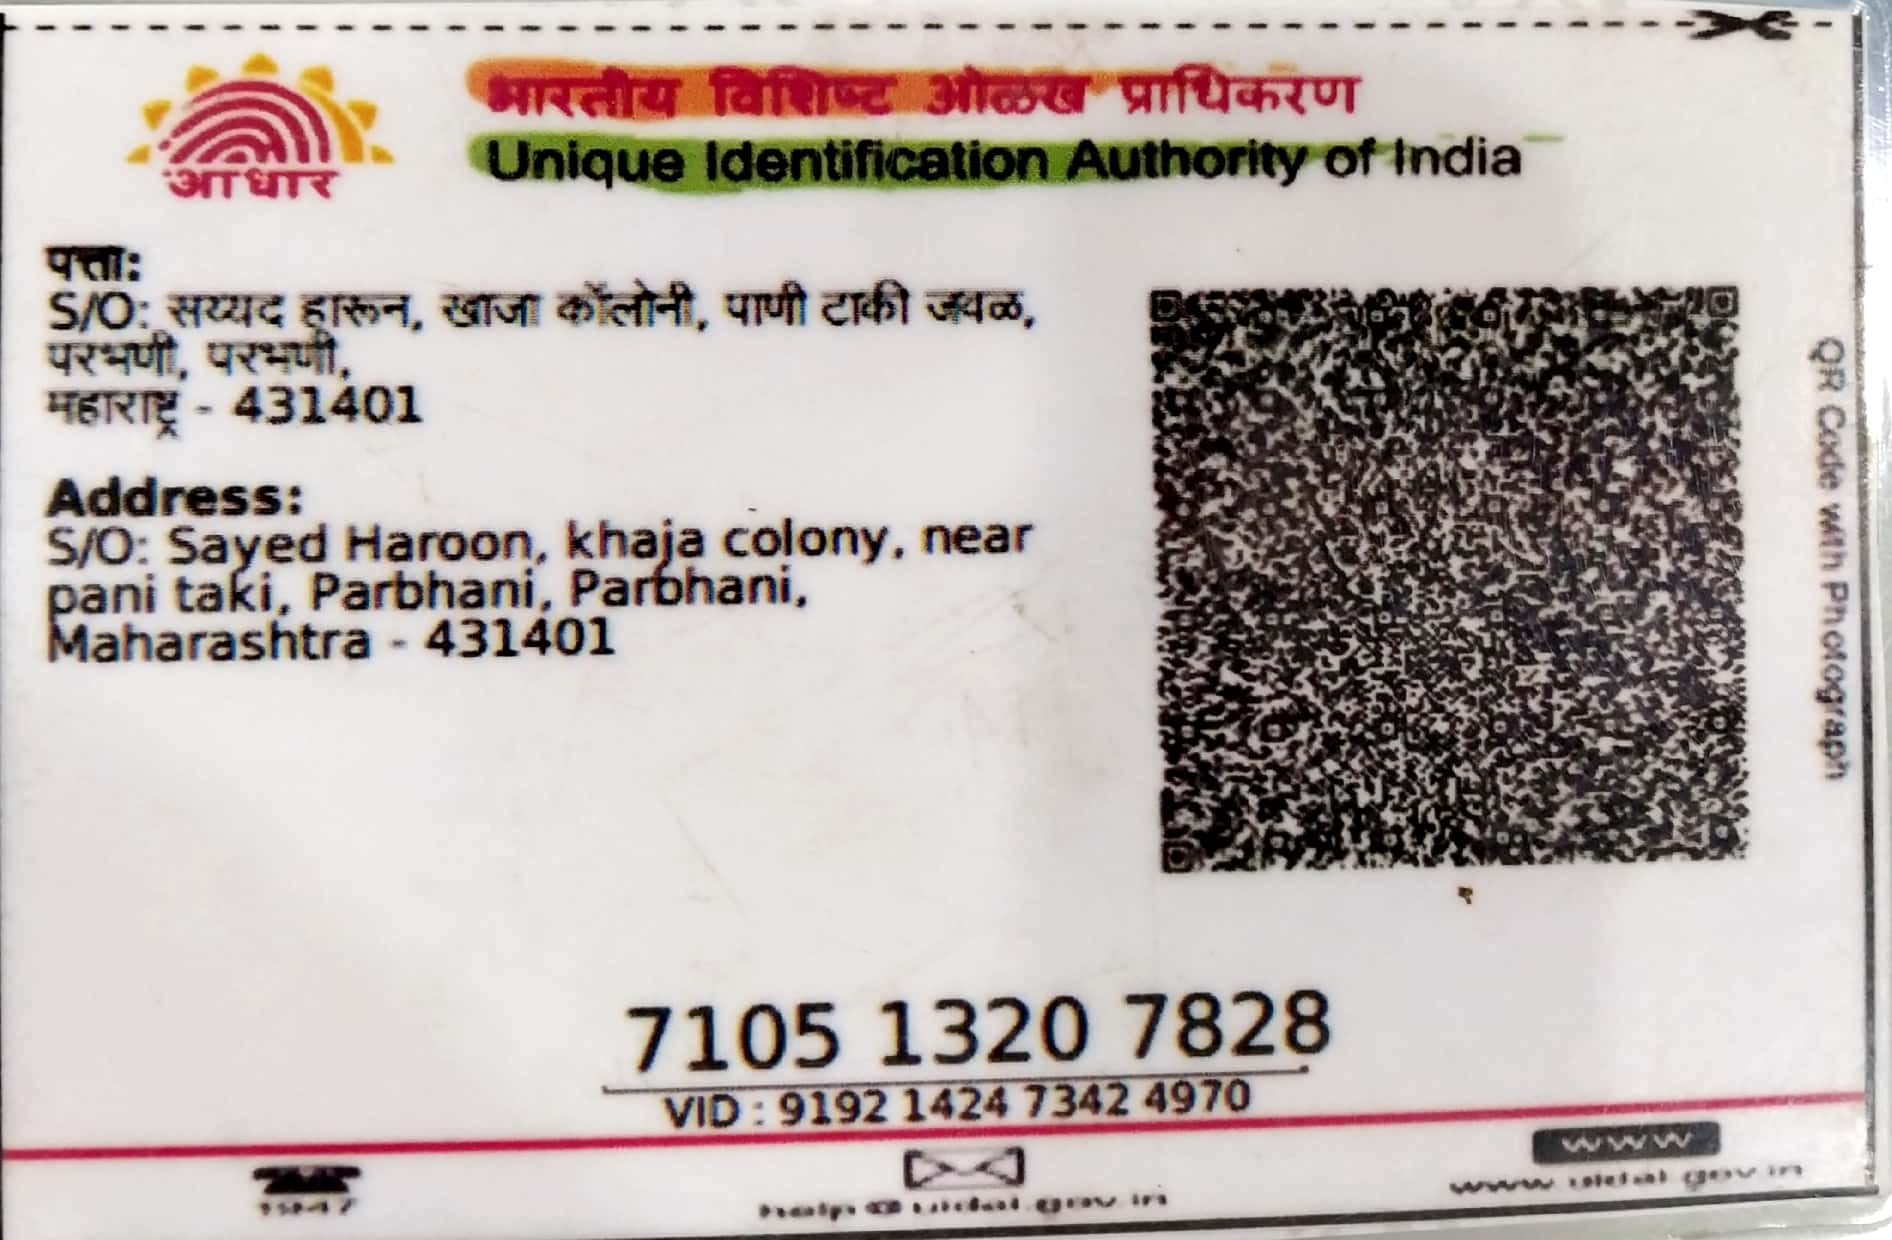 आधार
भारतीय विशिष्ट ओळख प्राधिकरण
Unique Identification Authority of India
पत्ता:
S/O: सय्यद हारून, खाजा कॉलोनी, पाणी टाकी जवळ,
परभणी, परभणी,
महाराष्ट्र - 431401
Address:
S/O: Sayed Haroon, khaja colony, near
pani taki, Parbhani, Parbhani,
Maharashtra - 431401
QR Code with Photograph
7105 1320 7828
VID : 9192 1424 7342 4970
1947
help@uidai.gov.in
www
www.uidai.gov.in